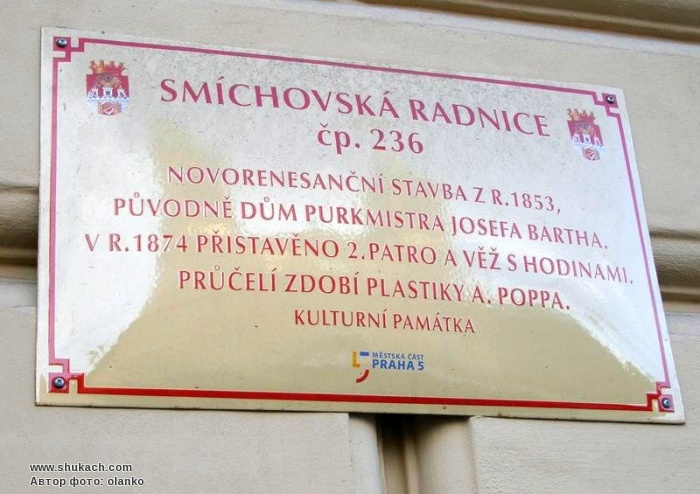 SMÍCHOVSKÁ RADNICE
čp. 236
NOVORENESANČNÍ STAVBA Z R.1853,
PŮVODNĚ DŮM PURKMISTRA JOSEFA BARTHA.
V R.1874 PŘISTAVĚNO 2.PATRO A VĚŽ S HODINAMI.
PRŮČELÍ ZDOBÍ PLASTIKY A. POPPA.
KULTURNÍ PAMÁTKA
MĚSTSKÁ ČÁST
PRAHA 5
www.shukach.com
Автор фото: olanko